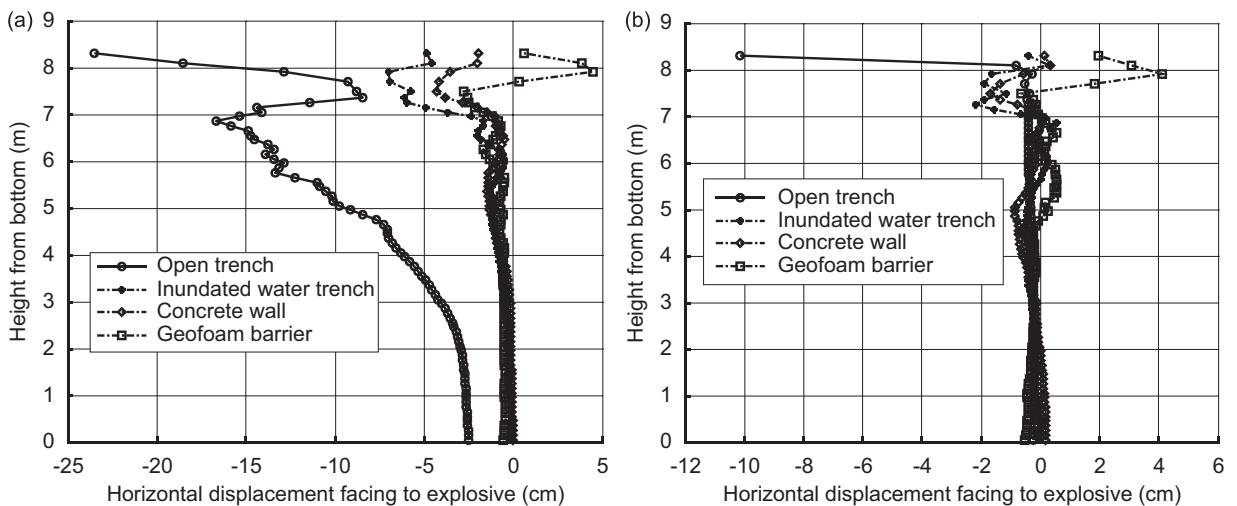 (a)
9
8
7
6
5
4
3
2
1
0
Height from bottom (m)
Open trench
Inundated water trench
Concrete wall
Geofoam barrier
-25 -20 -15 -10 -5 0 5
Horizontal displacement facing to explosive (cm)
(b)
9
8
7
6
5
4
3
2
1
0
Height from bottom (m)
Open trench
Inundated water trench
Concrete wall
Geofoam barrier
-12 -10 -8 -6 -4 -2 0 2 4 6
Horizontal displacement facing to explosive (cm)